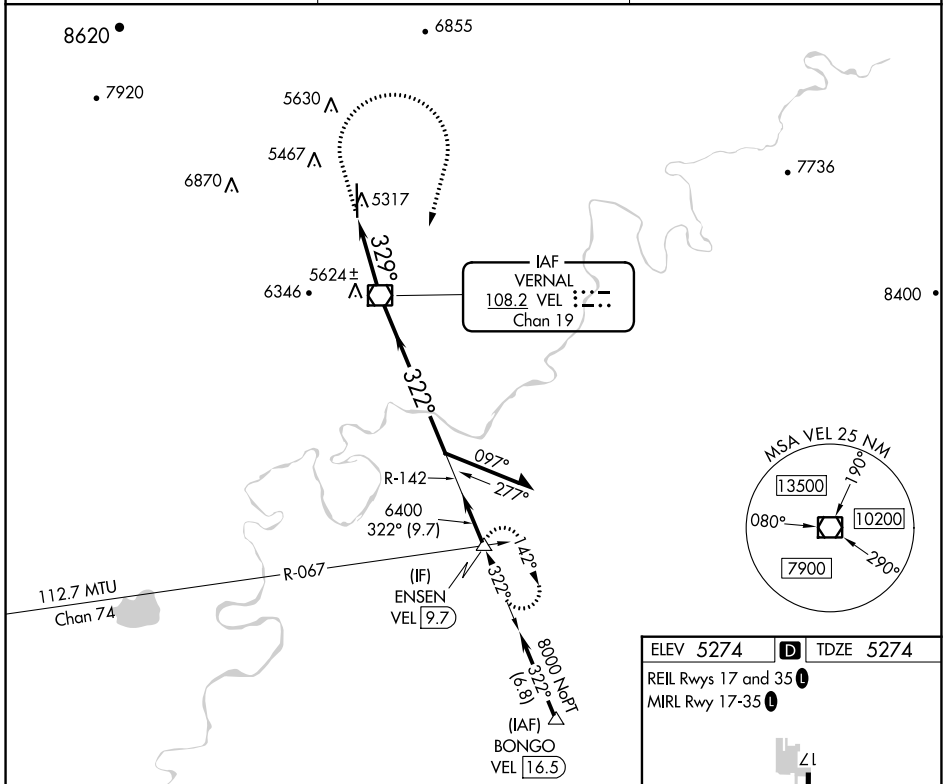 8620
6855
7920
5630
5467
6870
5317
7736
329°
5624±
6346
IAF
VERNAL
108.2 VEL
Chan 19
8400
322°
097°
277°
R-142
6400
322° (9.7)
142°
322°
R-067
112.7 MTU
Chan 74
(IF)
ENSEN
VEL 9.7
8000 NoPT
322°
(6.8)
(IAF)
BONGO
VEL 16.5
MSA VEL 25 NM
190°
13500
080°
10200
7900
290°
ELEV 5274 D TDZE 5274
REIL Rwys 17 and 35 L
MIRL Rwy 17-35 L
17